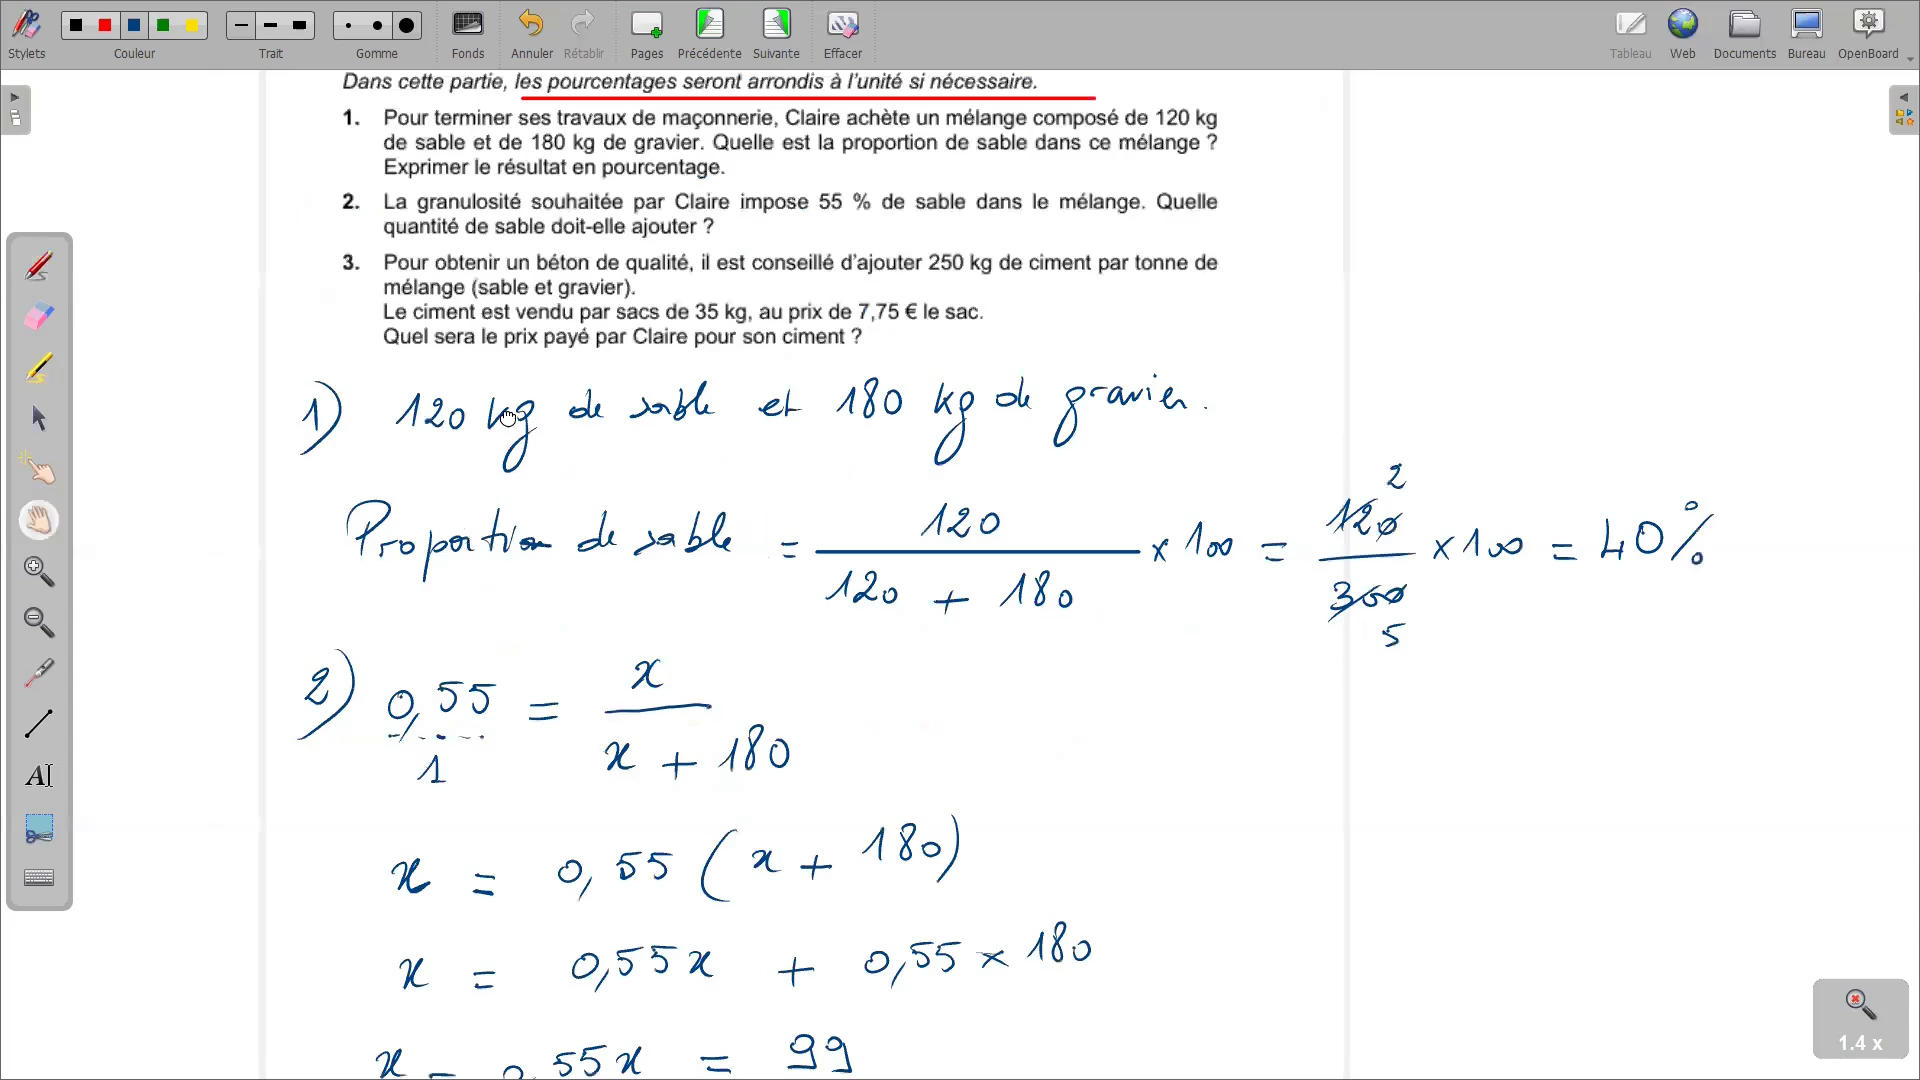 Stylets Couleur Trait Gomme Fonds Annuler Rétablir Pages Précédente Suivante Effacer Tableau Web Documents Bureau OpenBoard
Dans cette partie, les pourcentages seront arrondis à l'unité si nécessaire.
1. Pour terminer ses travaux de maçonnerie, Claire achète un mélange composé de 120 kg
de sable et de 180 kg de gravier. Quelle est la proportion de sable dans ce mélange ?
Exprimer le résultat en pourcentage.
2. La granulosité souhaitée par Claire impose 55 % de sable dans le mélange. Quelle
quantité de sable doit-elle ajouter ?
3. Pour obtenir un béton de qualité, il est conseillé d'ajouter 250 kg de ciment par tonne de
mélange (sable et gravier).
Le ciment est vendu par sacs de 35 kg, au prix de 7,75 € le sac.
Quel sera le prix payé par Claire pour son ciment ?
1) 120 kg de sable et 180 kg de gravier.
Proportion de sable = 120 / (120 + 180) × 100 = 120 / 300 × 100 = 40 %
2
5
2) 0,55 / 1 = x / (x + 180)
x = 0,55 (x + 180)
x = 0,55x + 0,55 × 180
x - 0,55x = 99
AI
1.4 x